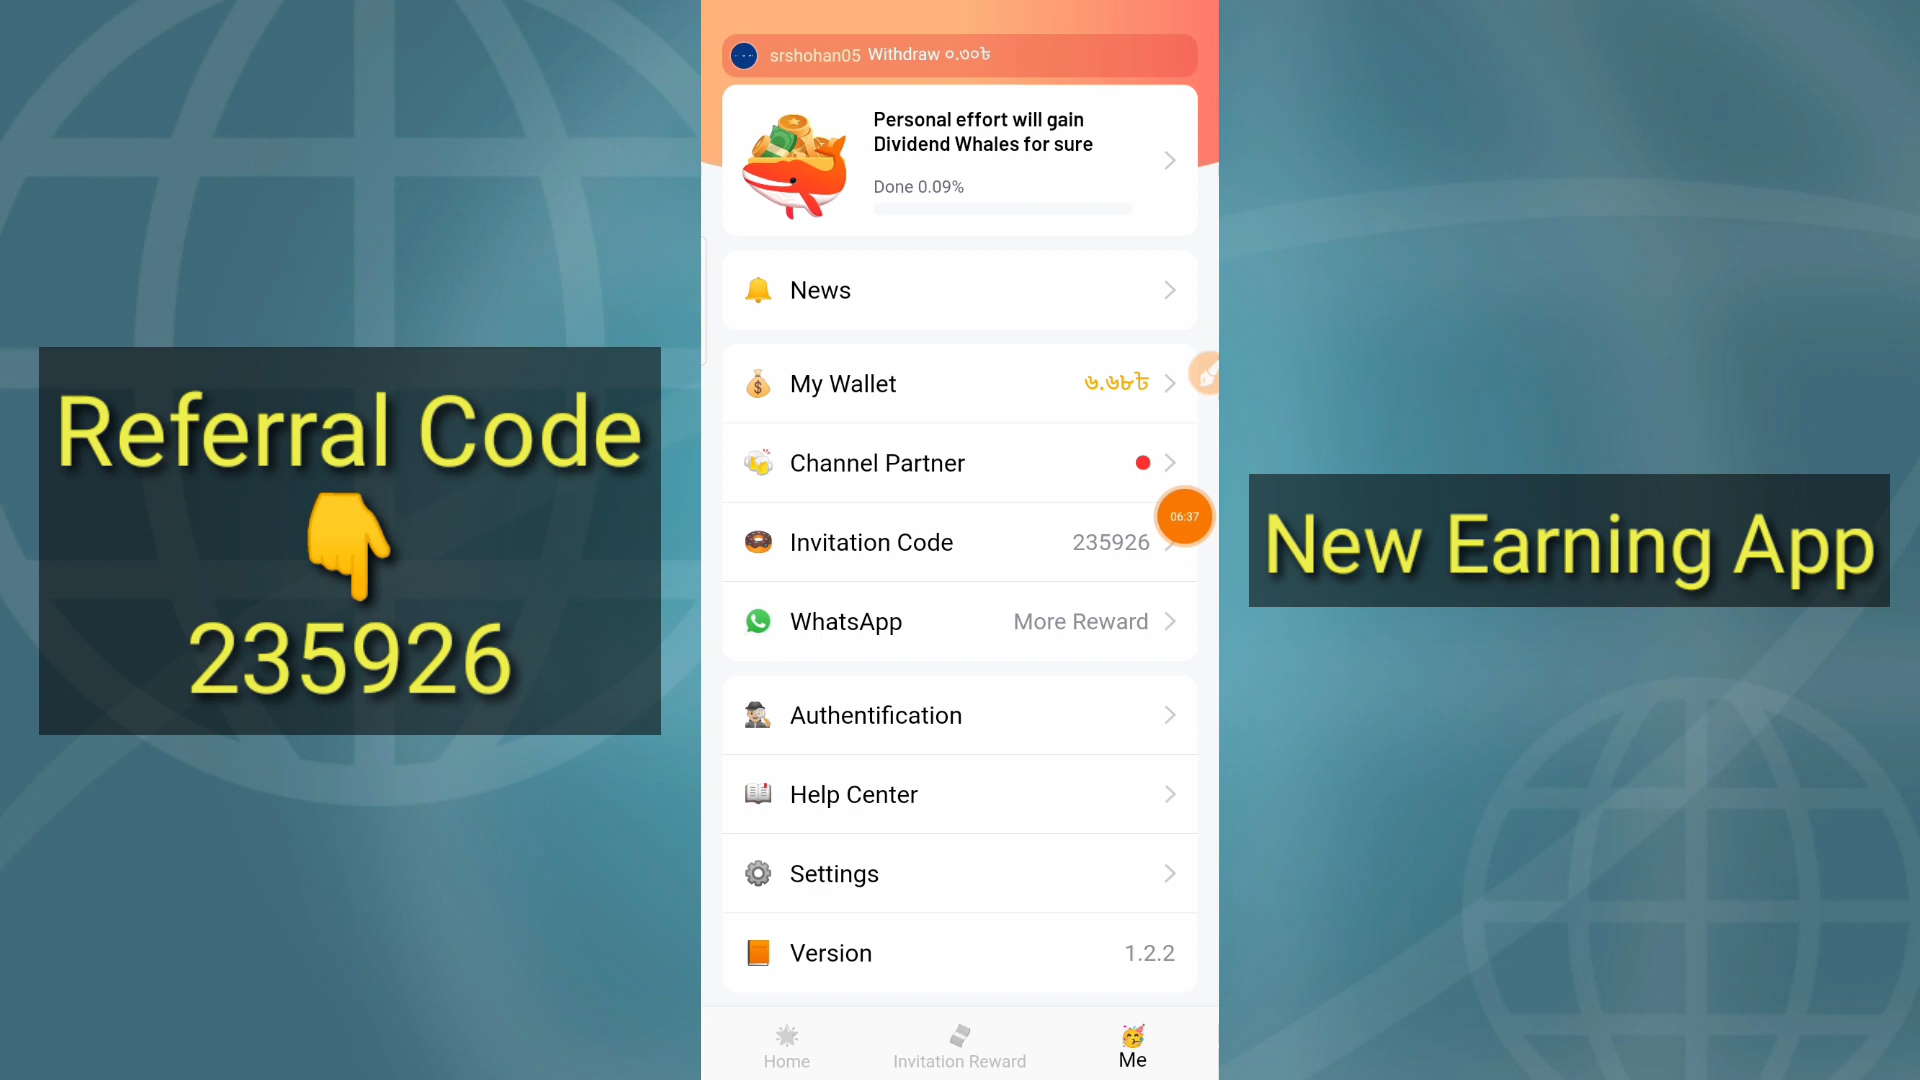 Referral Code
👇
235926
srshohan05 Withdraw ০.৩০৳
Personal effort will gain
Dividend Whales for sure
Done 0.09%
News
My Wallet ৬.৬৮৳
Channel Partner
06:37
Invitation Code 235926
WhatsApp More Reward
Authentification
Help Center
Settings
Version 1.2.2
Home Invitation Reward Me
New Earning App